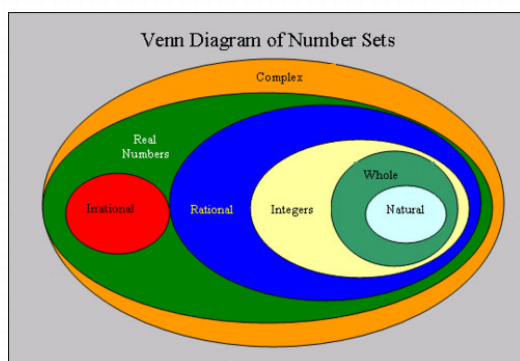 Venn Diagram of Number Sets
Complex
Real
Numbers
Whole
Irrational
Rational
Integers
Natural